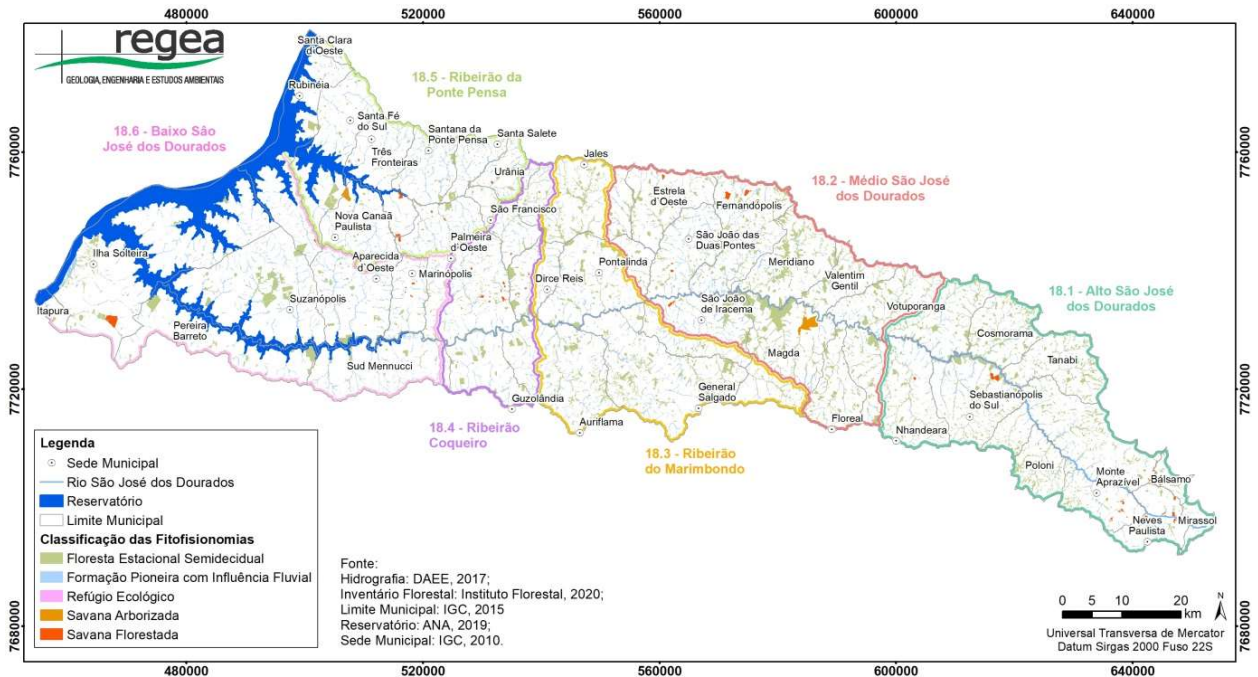 480000
520000
560000
600000
640000
regea
GEOLOGIA, ENGENHARIA E ESTUDOS AMBIENTAIS
7760000
7720000
7680000
7760000
7720000
7680000
18.5 - Ribeirão da
Ponte Pensa
18.6 - Baixo São
José dos Dourados
18.2 - Médio São José
dos Dourados
18.1 - Alto São José
dos Dourados
18.4 - Ribeirão
Coqueiro
18.3 - Ribeirão
do Marimbondo
Santa Clara
d'Oeste
Rubinéia
Santa Fé
do Sul
Três
Fronteiras
Santana da
Ponte Pensa
Santa Salete
Urânia
Jales
São Francisco
Nova Canaã
Paulista
Palmeira
d'Oeste
Aparecida
d'Oeste
Marinópolis
Ilha Solteira
Itapura
Suzanópolis
Pereira
Barreto
Sud Mennucci
Dirce Reis
Pontalinda
Estrela
d'Oeste
Fernandópolis
São João das
Duas Pontes
Meridiano
Valentim
Gentil
São João
de Iracema
Votuporanga
Cosmorama
Tanabi
Magda
Guzolândia
Auriflama
General
Salgado
Floreal
Sebastianópolis
do Sul
Nhandeara
Poloni
Monte
Aprazível
Bálsamo
Neves
Paulista
Mirassol
Legenda
Sede Municipal
Rio São José dos Dourados
Reservatório
Limite Municipal
Classificação das Fitofisionomias
Floresta Estacional Semidecidual
Formação Pioneira com Influência Fluvial
Refúgio Ecológico
Savana Arborizada
Savana Florestada
Fonte:
Hidrografia: DAEE, 2017;
Inventário Florestal: Instituto Florestal, 2020;
Limite Municipal: IGC, 2015
Reservatório: ANA, 2019;
Sede Municipal: IGC, 2010.
0 5 10 20
km
N
Universal Transversa de Mercator
Datum Sirgas 2000 Fuso 22S
480000
520000
560000
600000
640000